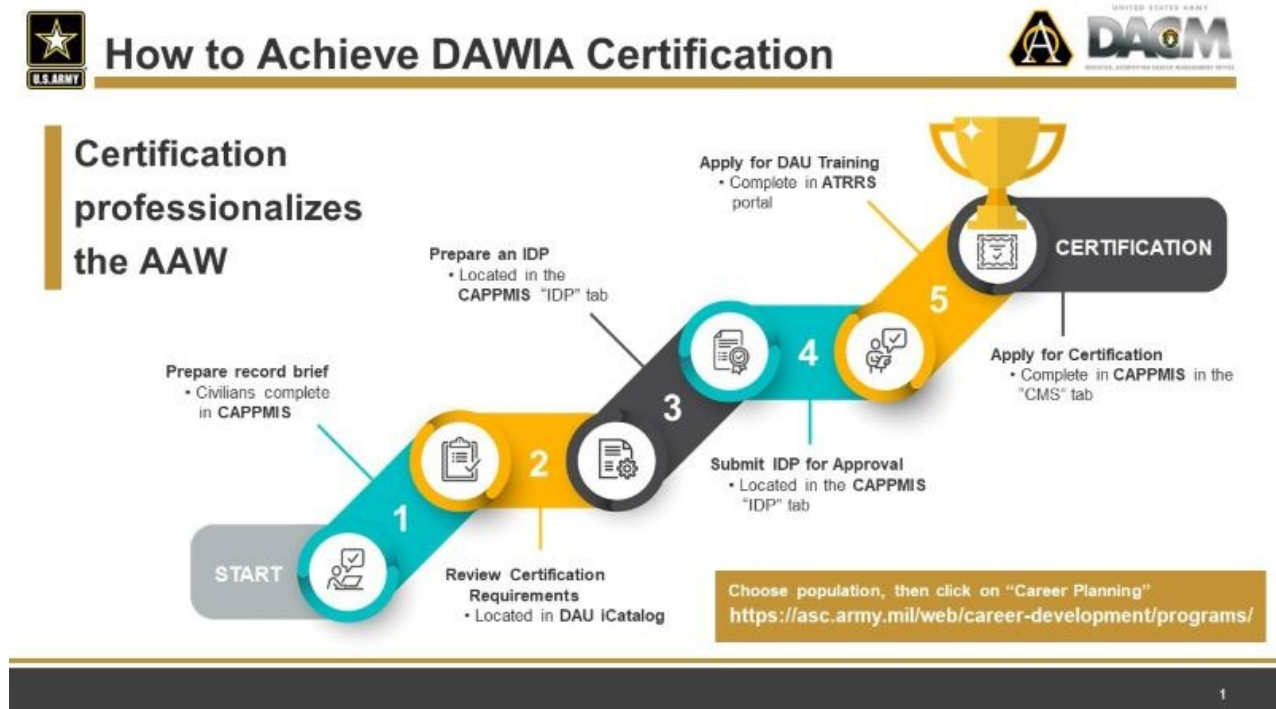 UNITED STATES ARMY
U.S.ARMY
How to Achieve DAWIA Certification
DACM
Certification
professionalizes
the AAW
Prepare record brief
• Civilians complete
in CAPPMIS
Prepare an IDP
• Located in the
CAPPMIS "IDP" tab
Apply for DAU Training
• Complete in ATRRS
portal
START
1
2
3
4
5
CERTIFICATION
Review Certification
Requirements
• Located in DAU iCatalog
Submit IDP for Approval
• Located in the CAPPMIS
"IDP" tab
Apply for Certification
• Complete in CAPPMIS in the
"CMS" tab
Choose population, then click on "Career Planning"
https://asc.army.mil/web/career-development/programs/
1